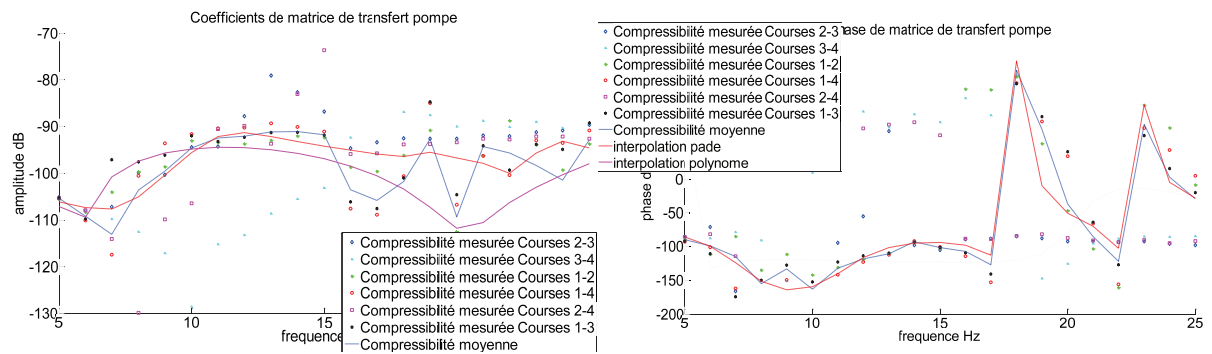 Coefficients de matrice de transfert pompe
amplitude dB
-70
-80
-90
-100
-110
-120
-130
5
10
15
frequence
Compressibilité mesurée Courses 2-3
Compressibilité mesurée Courses 3-4
Compressibilité mesurée Courses 1-2
Compressibilité mesurée Courses 1-4
Compressibilité mesurée Courses 2-4
Compressibilité mesurée Courses 1-3
Compressibilité moyenne
ase de matrice de transfert pompe
Compressibilité mesurée Courses 2-3
Compressibilité mesurée Courses 3-4
Compressibilité mesurée Courses 1-2
Compressibilité mesurée Courses 1-4
Compressibilité mesurée Courses 2-4
Compressibilité mesurée Courses 1-3
Compressibilité moyenne
interpolation pade
interpolation polynome
phase d
0
-50
-100
-150
-200
5
10
15
20
25
frequence Hz